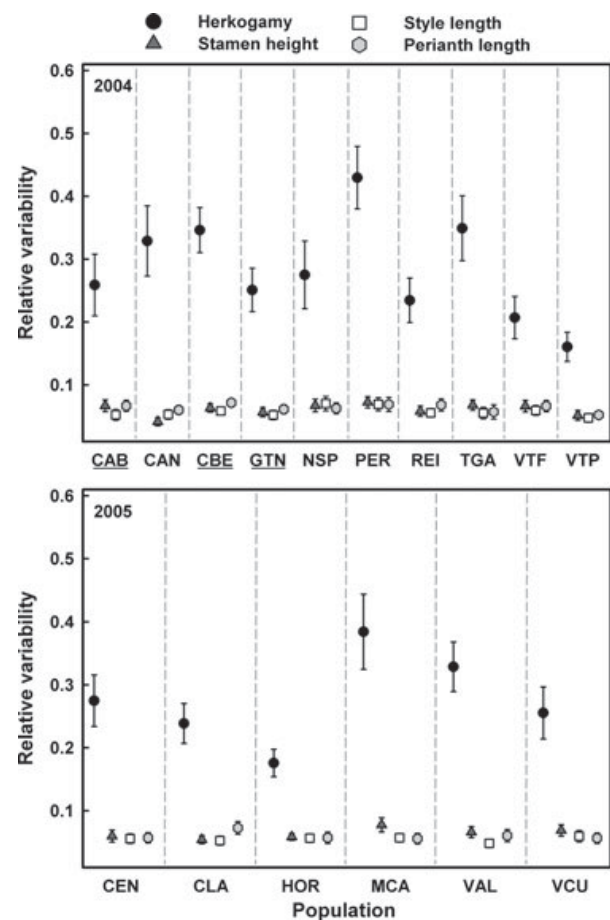 Herkogamy Style length
Stamen height Perianth length
2004
0.6
0.5
0.4
0.3
0.2
0.1
Relative variability
CAB CAN CBE GTN NSP PER REI TGA VTF VTP
2005
0.6
0.5
0.4
0.3
0.2
0.1
Relative variability
CEN CLA HOR MCA VAL VCU
Population